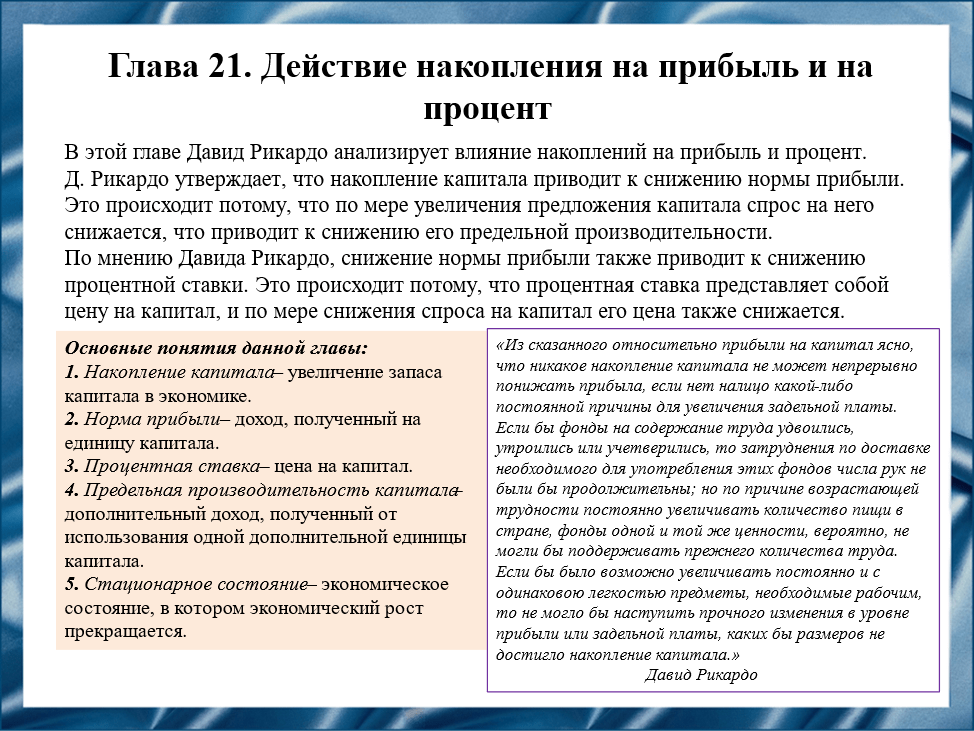 Глава 21. Действие накопления на прибыль и на
процент
В этой главе Давид Рикардо анализирует влияние накоплений на прибыль и процент.
Д. Рикардо утверждает, что накопление капитала приводит к снижению нормы прибыли.
Это происходит потому, что по мере увеличения предложения капитала спрос на него
снижается, что приводит к снижению его предельной производительности.
По мнению Давида Рикардо, снижение нормы прибыли также приводит к снижению
процентной ставки. Это происходит потому, что процентная ставка представляет собой
цену на капитал, и по мере снижения спроса на капитал его цена также снижается.
Основные понятия данной главы:
1. Накопление капитала– увеличение запаса
капитала в экономике.
2. Норма прибыли– доход, полученный на
единицу капитала.
3. Процентная ставка– цена на капитал.
4. Предельная производительность капитала–
дополнительный доход, полученный от
использования одной дополнительной единицы
капитала.
5. Стационарное состояние– экономическое
состояние, в котором экономический рост
прекращается.
«Из сказанного относительно прибыли на капитал ясно,
что никакое накопление капитала не может непрерывно
понижать прибыла, если нет налицо какой-либо
постоянной причины для увеличения задельной платы.
Если бы фонды на содержание труда удвоились,
утроились или учетверились, то затруднения по доставке
необходимого для употребления этих фондов числа рук не
были бы продолжительны; но по причине возрастающей
трудности постоянно увеличивать количество пищи в
стране, фонды одной и той же ценности, вероятно, не
могли бы поддерживать прежнего количества труда.
Если бы было возможно увеличивать постоянно и с
одинаковою легкостью предметы, необходимые рабочим,
то не могло бы наступить прочного изменения в уровне
прибыли или задельной платы, каких бы размеров не
достигло накопление капитала.»
Давид Рикардо